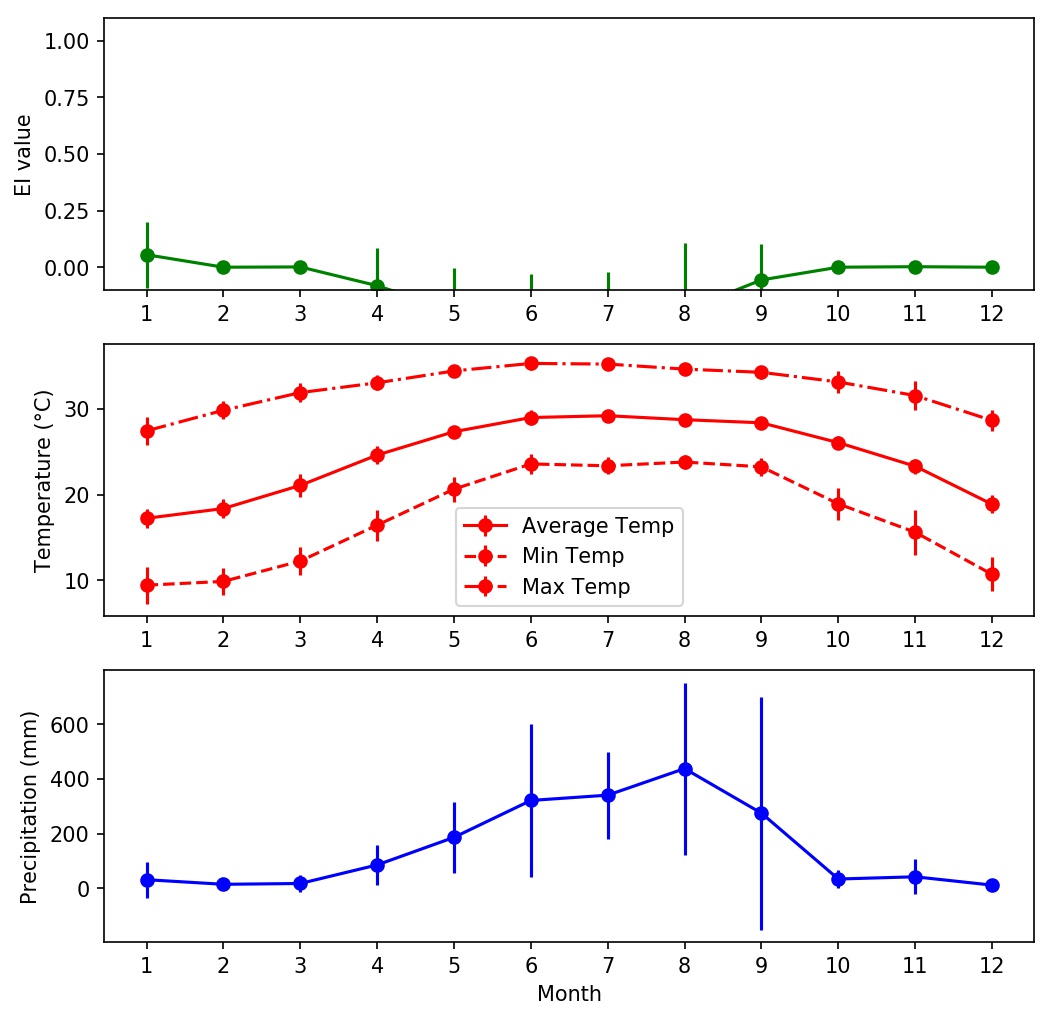 EI value
1.00
0.75
0.50
0.25
0.00
1 2 3 4 5 6 7 8 9 10 11 12
Temperature (°C)
30
20
10
Average Temp
Min Temp
Max Temp
1 2 3 4 5 6 7 8 9 10 11 12
Precipitation (mm)
600
400
200
0
1 2 3 4 5 6 7 8 9 10 11 12
Month